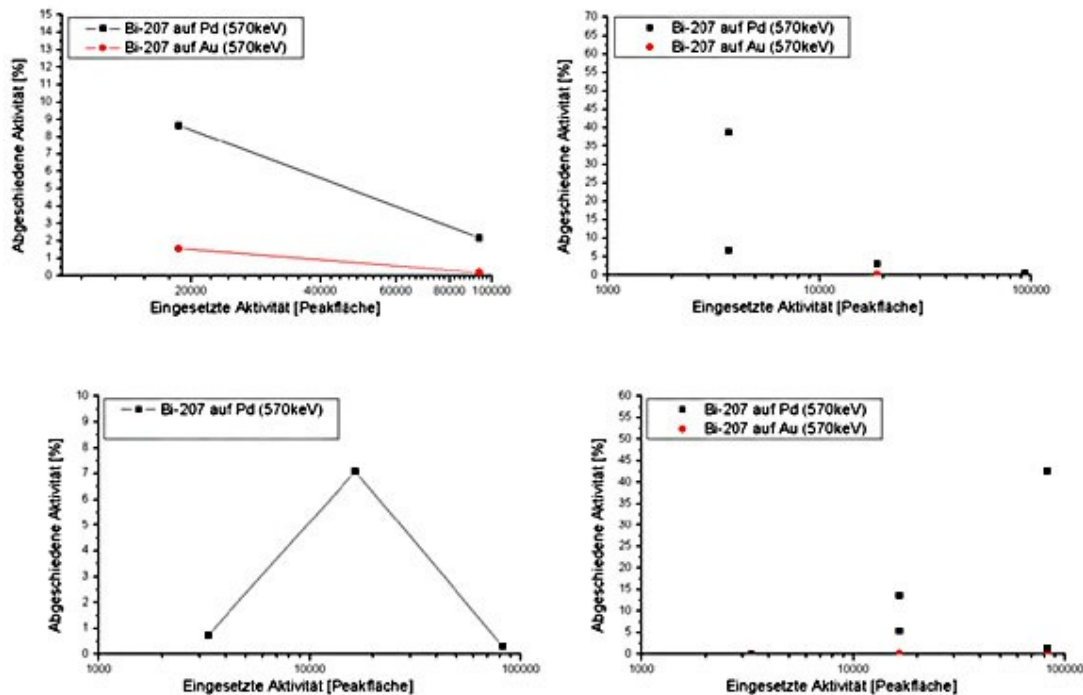 Bi-207 auf Pd (570keV)
Bi-207 auf Au (570keV)
Abgeschiedene Aktivität [%]
15
14
13
12
11
10
9
8
7
6
5
4
3
2
1
0
20000 40000 60000 80000 100000
Eingesetzte Aktivität [Peakfläche]
Bi-207 auf Pd (570keV)
Bi-207 auf Au (570keV)
Abgeschiedene Aktivität [%]
70
65
60
55
50
45
40
35
30
25
20
15
10
5
0
1000 10000 100000
Eingesetzte Aktivität [Peakfläche]
Bi-207 auf Pd (570keV)
Abgeschiedene Aktivität [%]
10
9
8
7
6
5
4
3
2
1
0
1000 10000 100000
Eingesetzte Aktivität [Peakfläche]
Bi-207 auf Pd (570keV)
Bi-207 auf Au (570keV)
Abgeschiedene Aktivität [%]
60
55
50
45
40
35
30
25
20
15
10
5
0
1000 10000 100000
Eingesetzte Aktivität [Peakfläche]